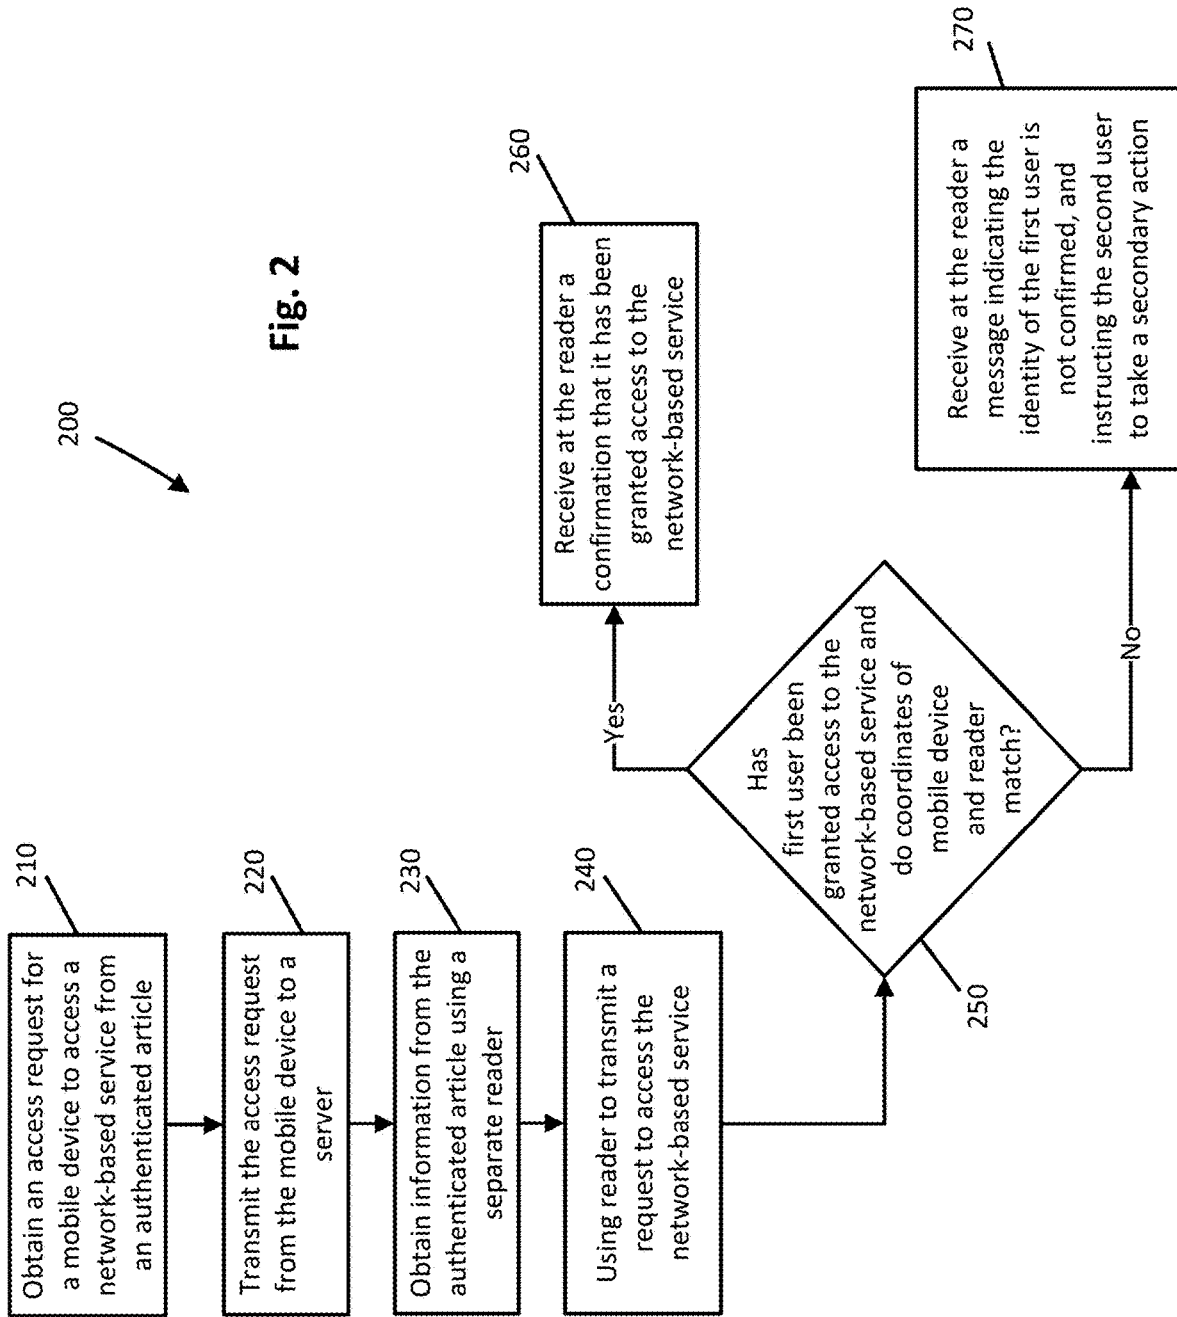 Fig. 2
200
210
Obtain an access request for
a mobile device to access a
network-based service from
an authenticated article
220
Transmit the access request
from the mobile device to a
server
230
Obtain information from the
authenticated article using a
separate reader
240
Using reader to transmit a
request to access the
network-based service
250
Has
first user been
granted access to the
network-based service and
do coordinates of
mobile device
and reader
match?
Yes
260
Receive at the reader a
confirmation that it has been
granted access to the
network-based service
No
270
Receive at the reader a
message indicating the
identity of the first user is
not confirmed, and
instructing the second user
to take a secondary action